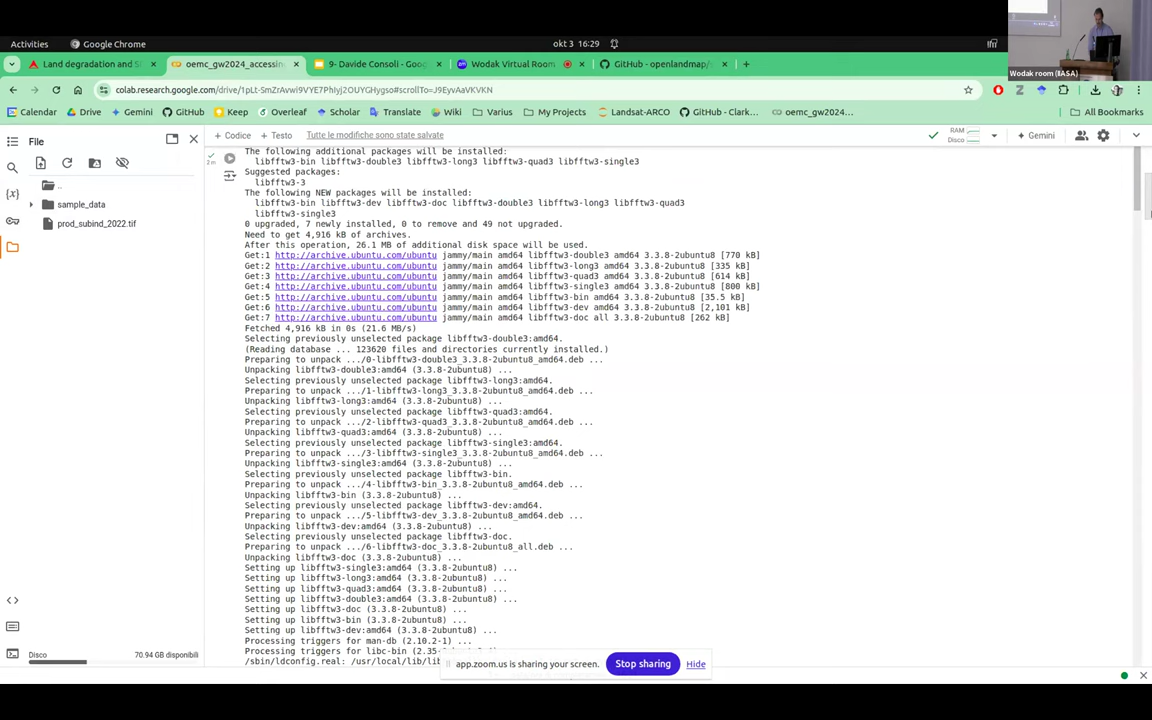 Activities
Google Chrome
okt 3 16:29
Wodak room (IIASA)
Land degradation and S
oemc_gw2024_accessing
9- Davide Consoli - Goog
Wodak Virtual Room
GitHub - openlandmap/
colab.research.google.com/drive/1pLt-SmZrAvwi9VYE7PhIyj2OUYGHygso#scrollTo=J9EyvAaVKVKN
Calendar
Drive
Gemini
GitHub
Keep
Overleaf
Scholar
Translate
Wiki
Various
My Projects
Landsat-ARCO
GitHub - Clark...
oemc_gw2024_...
All Bookmarks
File
+ Codice
+ Testo
Tutte le modifiche sono state salvate
RAM
Disco
Gemini
..
sample_data
prod_subind_2022.tif
{x}
2m
The following additional packages will be installed:
libfftw3-bin libfftw3-double3 libfftw3-long3 libfftw3-quad3 libfftw3-single3
Suggested packages:
libfftw3-3
The following NEW packages will be installed:
libfftw3-bin libfftw3-dev libfftw3-doc libfftw3-double3 libfftw3-long3 libfftw3-quad3
libfftw3-single3
0 upgraded, 7 newly installed, 0 to remove and 49 not upgraded.
Need to get 4,916 kB of archives.
After this operation, 26.1 MB of additional disk space will be used.
Get:1 http://archive.ubuntu.com/ubuntu jammy/main amd64 libfftw3-double3 amd64 3.3.8-2ubuntu8 [770 kB]
Get:2 http://archive.ubuntu.com/ubuntu jammy/main amd64 libfftw3-long3 amd64 3.3.8-2ubuntu8 [335 kB]
Get:3 http://archive.ubuntu.com/ubuntu jammy/main amd64 libfftw3-quad3 amd64 3.3.8-2ubuntu8 [614 kB]
Get:4 http://archive.ubuntu.com/ubuntu jammy/main amd64 libfftw3-single3 amd64 3.3.8-2ubuntu8 [800 kB]
Get:5 http://archive.ubuntu.com/ubuntu jammy/main amd64 libfftw3-bin amd64 3.3.8-2ubuntu8 [35.5 kB]
Get:6 http://archive.ubuntu.com/ubuntu jammy/main amd64 libfftw3-dev amd64 3.3.8-2ubuntu8 [2,101 kB]
Get:7 http://archive.ubuntu.com/ubuntu jammy/main amd64 libfftw3-doc all 3.3.8-2ubuntu8 [262 kB]
Fetched 4,916 kB in 0s (21.6 MB/s)
Selecting previously unselected package libfftw3-double3:amd64.
(Reading database ... 123620 files and directories currently installed.)
Preparing to unpack .../0-libfftw3-double3_3.3.8-2ubuntu8_amd64.deb ...
Unpacking libfftw3-double3:amd64 (3.3.8-2ubuntu8) ...
Selecting previously unselected package libfftw3-long3:amd64.
Preparing to unpack .../1-libfftw3-long3_3.3.8-2ubuntu8_amd64.deb ...
Unpacking libfftw3-long3:amd64 (3.3.8-2ubuntu8) ...
Selecting previously unselected package libfftw3-quad3:amd64.
Preparing to unpack .../2-libfftw3-quad3_3.3.8-2ubuntu8_amd64.deb ...
Unpacking libfftw3-quad3:amd64 (3.3.8-2ubuntu8) ...
Selecting previously unselected package libfftw3-single3:amd64.
Preparing to unpack .../3-libfftw3-single3_3.3.8-2ubuntu8_amd64.deb ...
Unpacking libfftw3-single3:amd64 (3.3.8-2ubuntu8) ...
Selecting previously unselected package libfftw3-bin.
Preparing to unpack .../4-libfftw3-bin_3.3.8-2ubuntu8_amd64.deb ...
Unpacking libfftw3-bin (3.3.8-2ubuntu8) ...
Selecting previously unselected package libfftw3-dev:amd64.
Preparing to unpack .../5-libfftw3-dev_3.3.8-2ubuntu8_amd64.deb ...
Unpacking libfftw3-dev:amd64 (3.3.8-2ubuntu8) ...
Selecting previously unselected package libfftw3-doc.
Preparing to unpack .../6-libfftw3-doc_3.3.8-2ubuntu8_all.deb ...
Unpacking libfftw3-doc (3.3.8-2ubuntu8) ...
Setting up libfftw3-single3:amd64 (3.3.8-2ubuntu8) ...
Setting up libfftw3-long3:amd64 (3.3.8-2ubuntu8) ...
Setting up libfftw3-quad3:amd64 (3.3.8-2ubuntu8) ...
Setting up libfftw3-double3:amd64 (3.3.8-2ubuntu8) ...
Setting up libfftw3-doc (3.3.8-2ubuntu8) ...
Setting up libfftw3-bin (3.3.8-2ubuntu8) ...
Setting up libfftw3-dev:amd64 (3.3.8-2ubuntu8) ...
Processing triggers for man-db (2.10.2-1) ...
Processing triggers for libc-bin (2.35-
/sbin/ldconfig.real: /usr/local/lib/lib
Disco
70.94 GB disponibili
app.zoom.us is sharing your screen.
Stop sharing
Hide